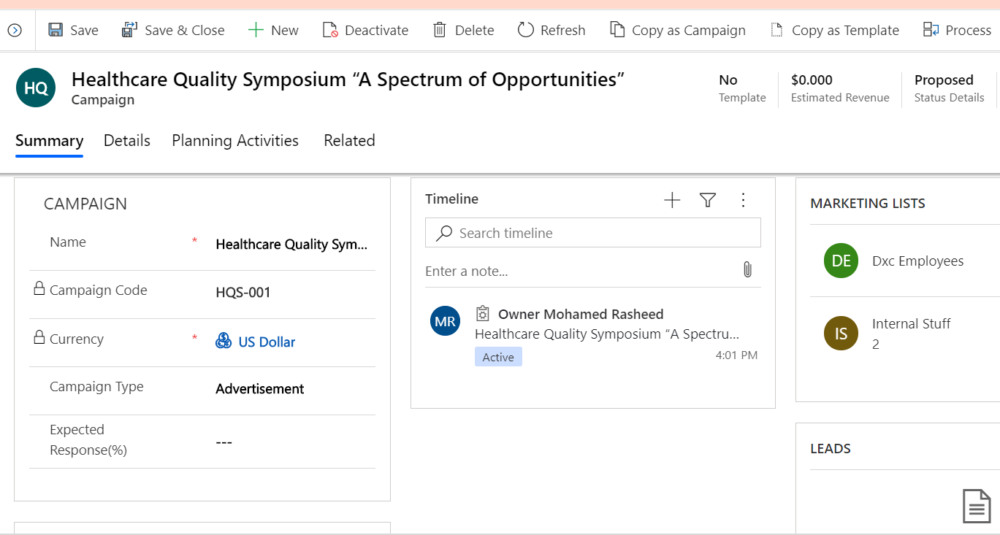 Save
Save & Close
New
Deactivate
Delete
Refresh
Copy as Campaign
Copy as Template
Process
HQ
Healthcare Quality Symposium “A Spectrum of Opportunities”
Campaign
No
Template
$0.000
Estimated Revenue
Proposed
Status Details
Summary
Details
Planning Activities
Related
CAMPAIGN
Name
*
Healthcare Quality Sym...
Campaign Code
HQS-001
Currency
*
US Dollar
Campaign Type
Advertisement
Expected
Response(%)
---
Timeline
Search timeline
Enter a note...
MR
Owner Mohamed Rasheed
Healthcare Quality Symposium “A Spectru...
Active
4:01 PM
MARKETING LISTS
DE
Dxc Employees
IS
Internal Stuff
2
LEADS